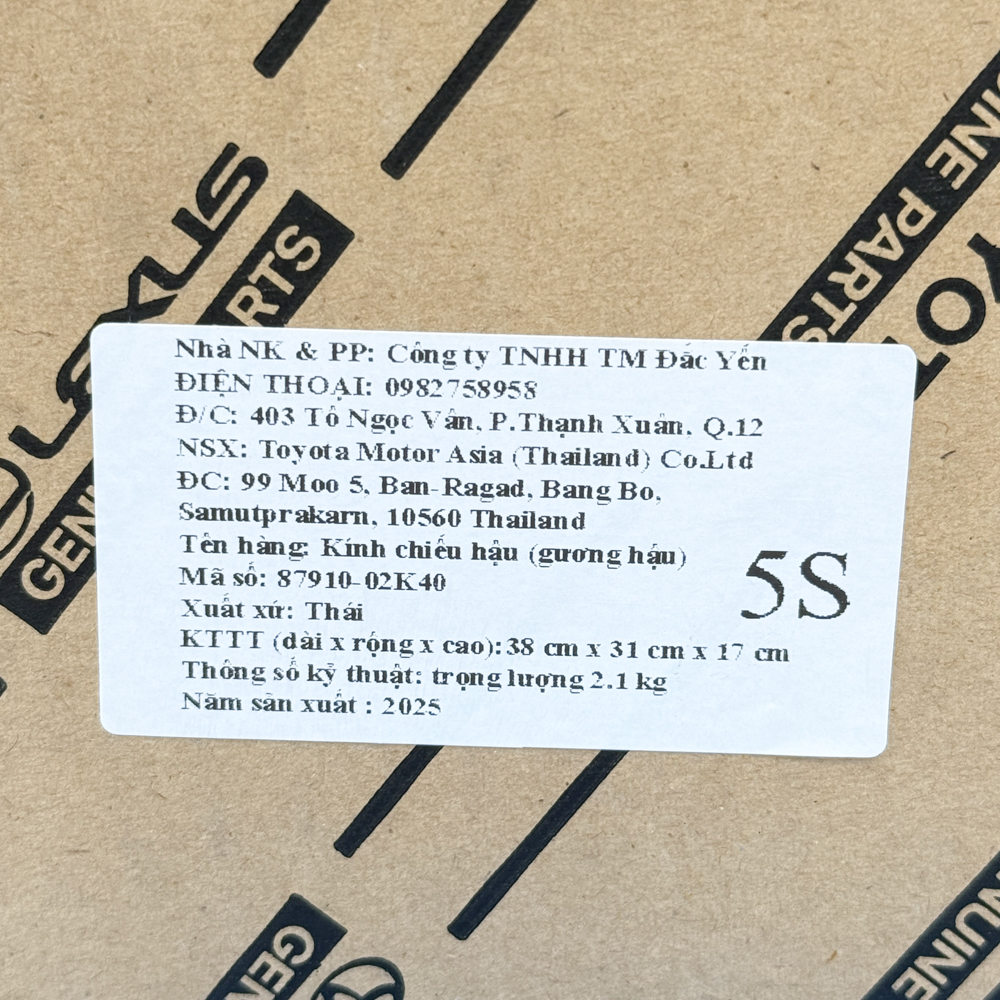 LEXUS
PARTS
GENUINE PARTS
TOYOTA
Nhà NK & PP: Công ty TNHH TM Đắc Yến
ĐIỆN THOẠI: 0982758958
Đ/C: 403 Tô Ngọc Vân, P.Thạnh Xuân, Q.12
NSX: Toyota Motor Asia (Thailand) Co.Ltd
ĐC: 99 Moo 5, Ban-Ragad, Bang Bo,
Samutprakarn, 10560 Thailand
Tên hàng: Kính chiếu hậu (gương hậu)
Mã số: 87910-02K40
Xuất xứ: Thái
KTTT (dài x rộng x cao):38 cm x 31 cm x 17 cm
Thông số kỹ thuật: trọng lượng 2.1 kg
Năm sản xuất : 2025
5S
GEN
GEN
NUINE